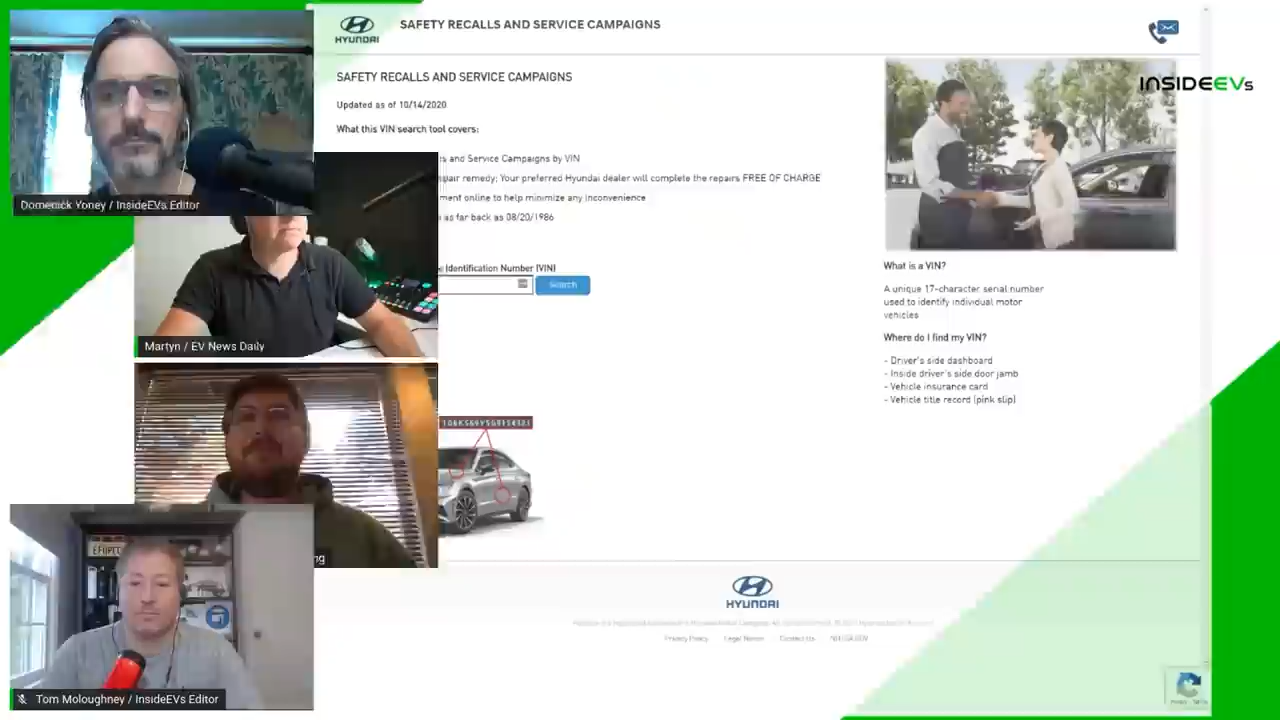 HYUNDAI
SAFETY RECALLS AND SERVICE CAMPAIGNS
INSIDEEVs
SAFETY RECALLS AND SERVICE CAMPAIGNS
Updated as of 10/14/2020
What this VIN search tool covers:
rs and Service Campaigns by VIN
pair remedy; Your preferred Hyundai dealer will complete the repairs FREE OF CHARGE
ment online to help minimize any inconvenience
as far back as 08/20/1986
Identification Number (VIN)
Search
What is a VIN?
A unique 17-character serial number
used to identify individual motor
vehicles
Where do I find my VIN?
- Driver's side dashboard
- Inside driver's side door jamb
- Vehicle insurance card
- Vehicle title record (pink slip)
HYUNDAI
Privacy Policy
Legal Notice
Contact Us
Domenick Yoney / InsideEVs Editor
Martyn / EV News Daily
ng
Tom Moloughney / InsideEVs Editor